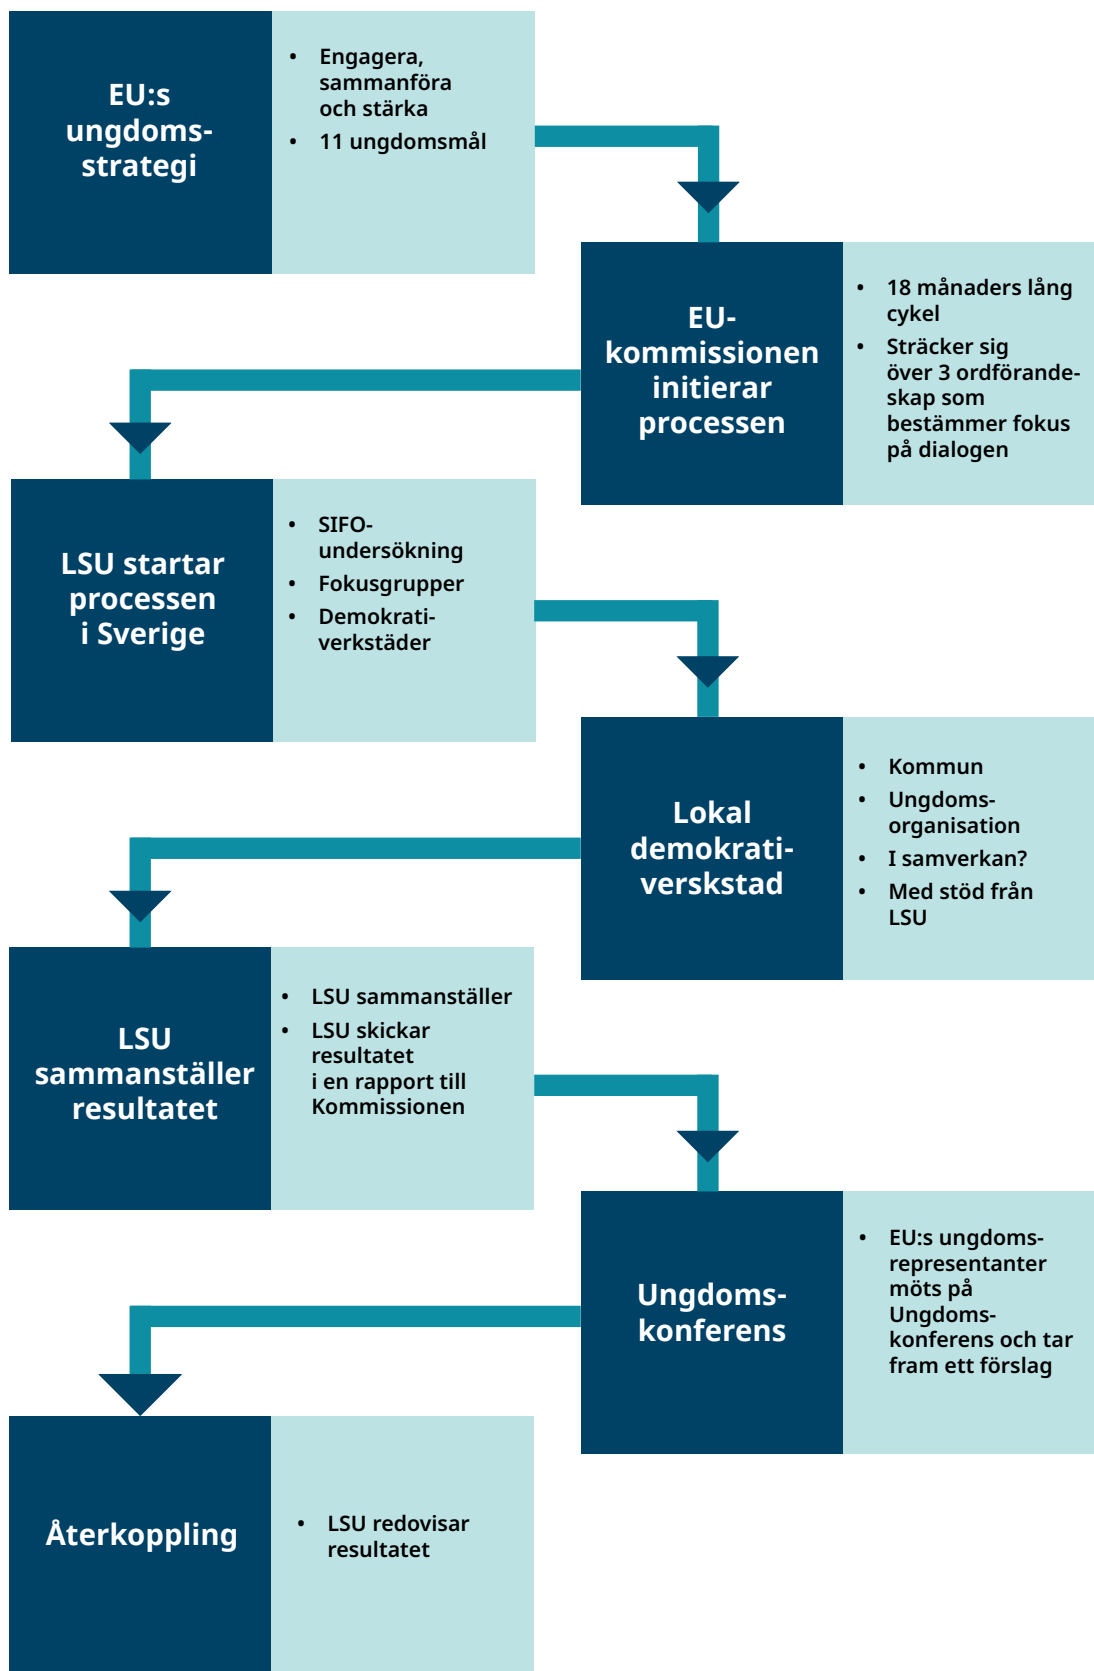 EU:s
ungdoms-
strategi
• Engagera,
sammanföra
och stärka
• 11 ungdomsmål
EU-
kommissionen
initierar
processen
• 18 månaders lång
cykel
• Sträcker sig
över 3 ordförande-
skap som
bestämmer fokus
på dialogen
LSU startar
processen
i Sverige
• SIFO-
undersökning
• Fokusgrupper
• Demokrati-
verkstäder
Lokal
demokrati-
verskstad
• Kommun
• Ungdoms-
organisation
• I samverkan?
• Med stöd från
LSU
LSU
sammanställer
resultatet
• LSU sammanställer
• LSU skickar
resultatet
i en rapport till
Kommissionen
Ungdoms-
konferens
• EU:s ungdoms-
representanter
möts på
Ungdoms-
konferens och tar
fram ett förslag
Återkoppling
• LSU redovisar
resultatet